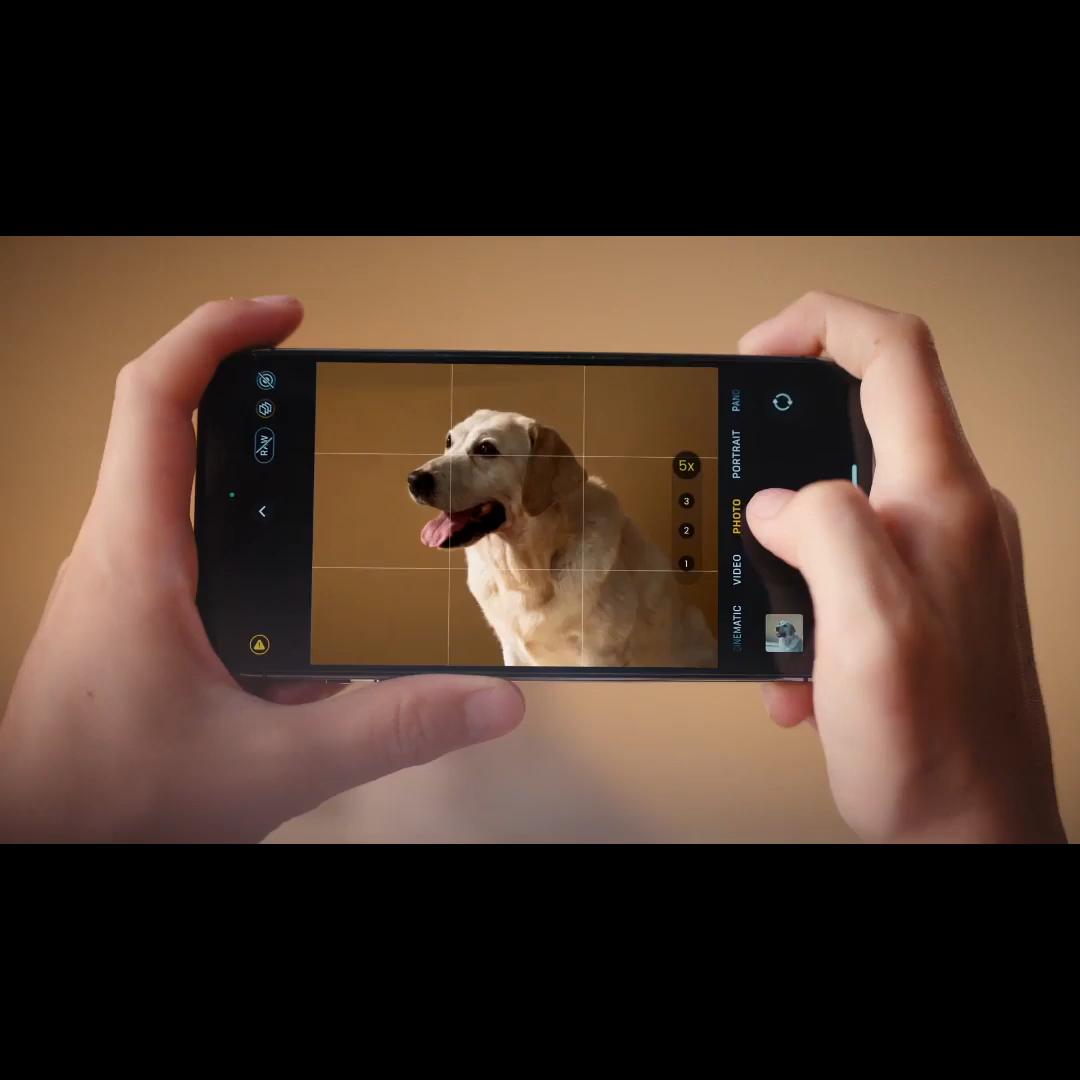 RAW
5x
3
2
1
PANO
PORTRAIT
PHOTO
VIDEO
CINEMATIC